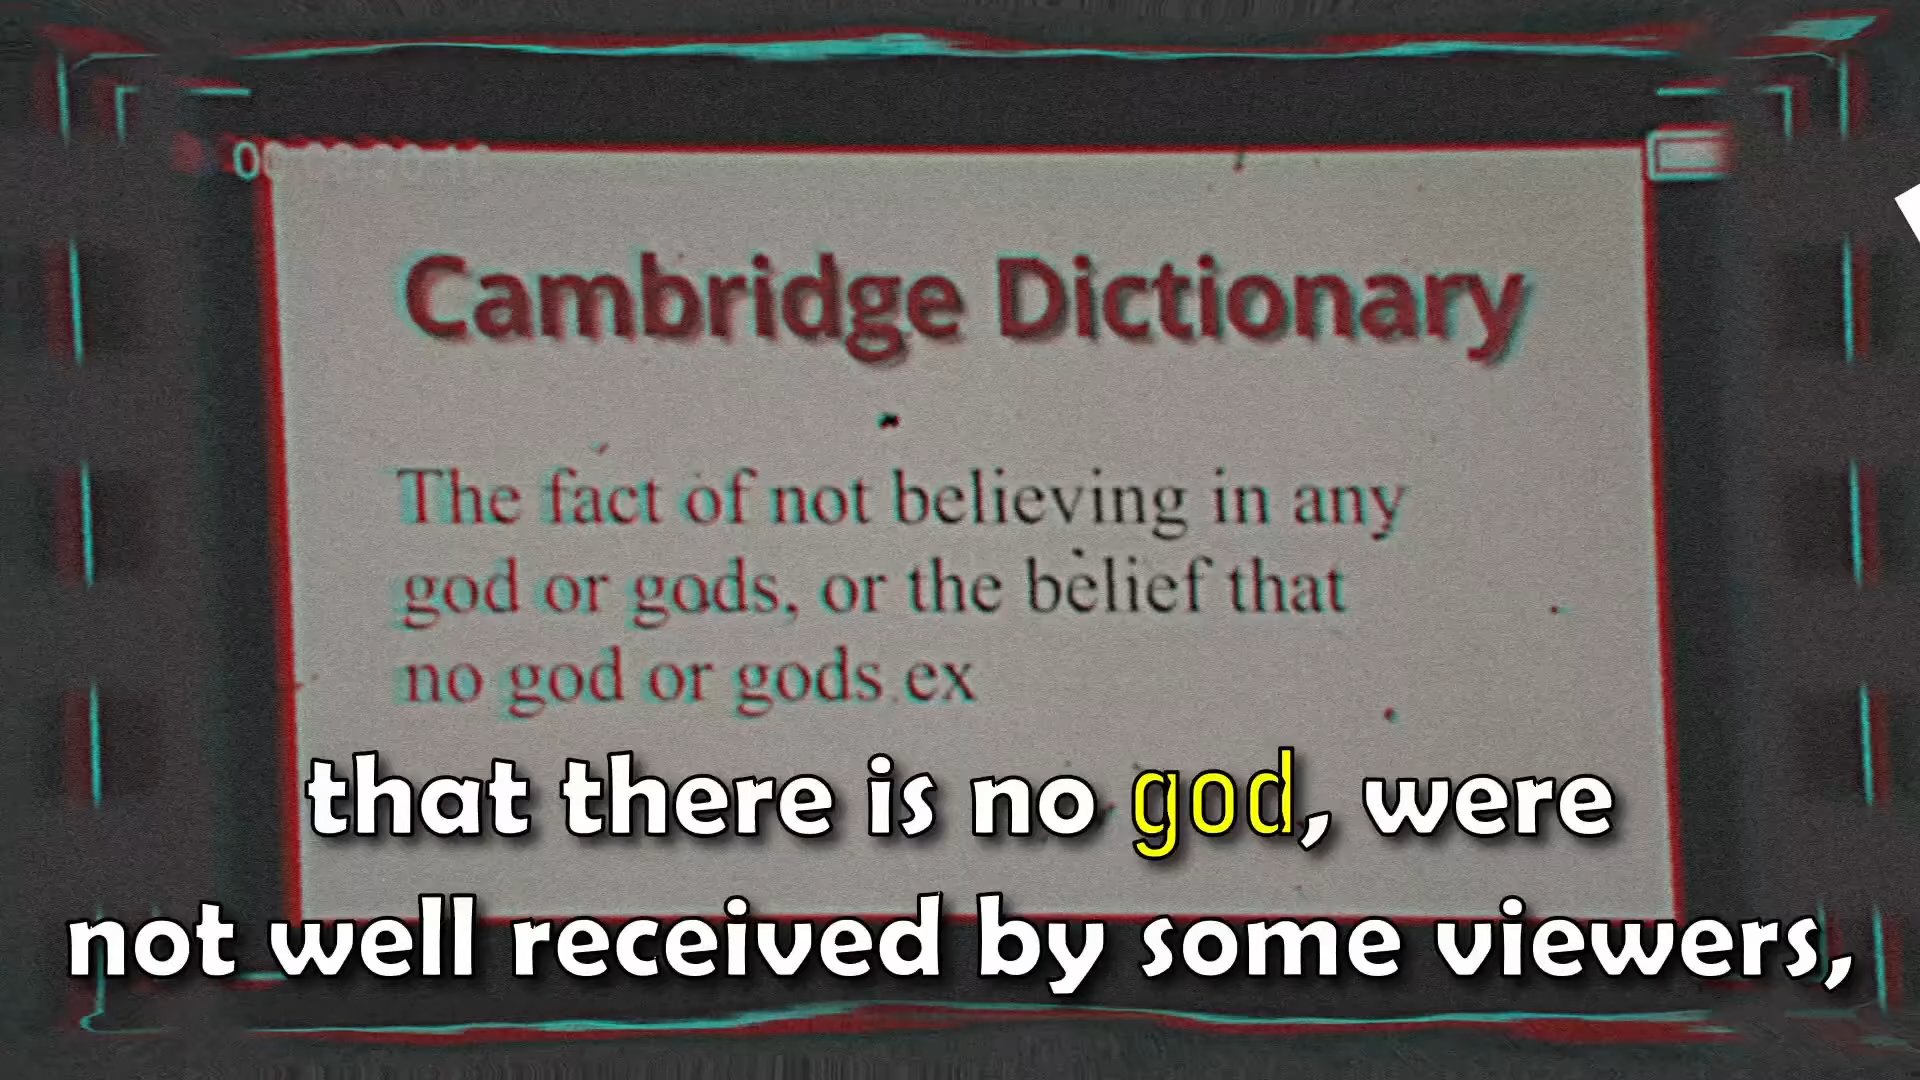 Cambridge Dictionary
The fact of not believing in any
god or gods, or the belief that
no god or gods ex
that there is no god, were
not well received by some viewers,